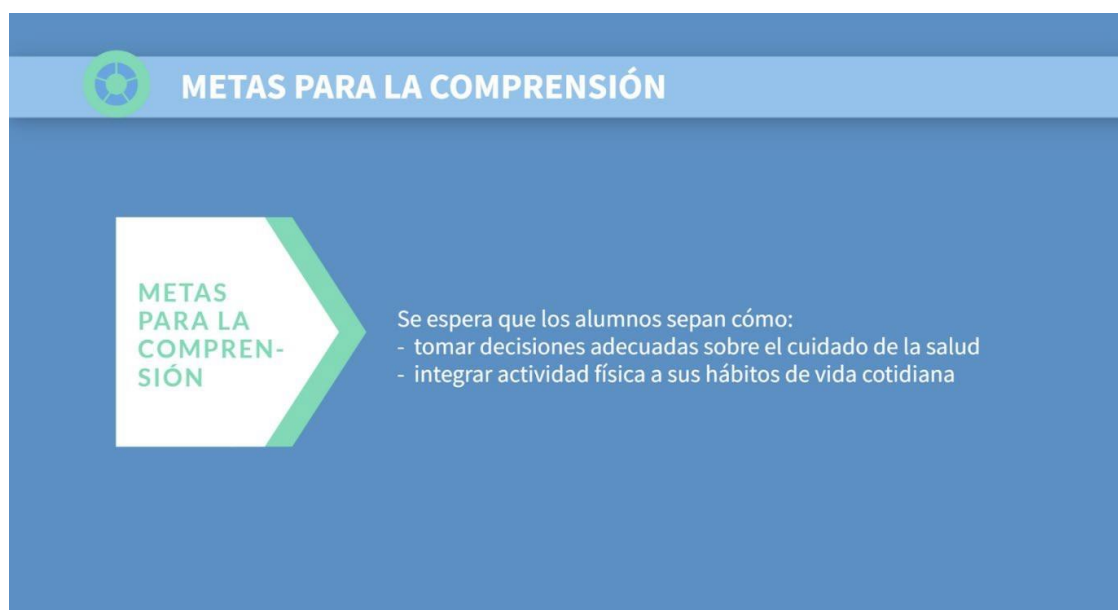 METAS PARA LA COMPRENSIÓN
METAS
PARA LA
COMPREN-
SIÓN
Se espera que los alumnos sepan cómo:
- tomar decisiones adecuadas sobre el cuidado de la salud
- integrar actividad física a sus hábitos de vida cotidiana